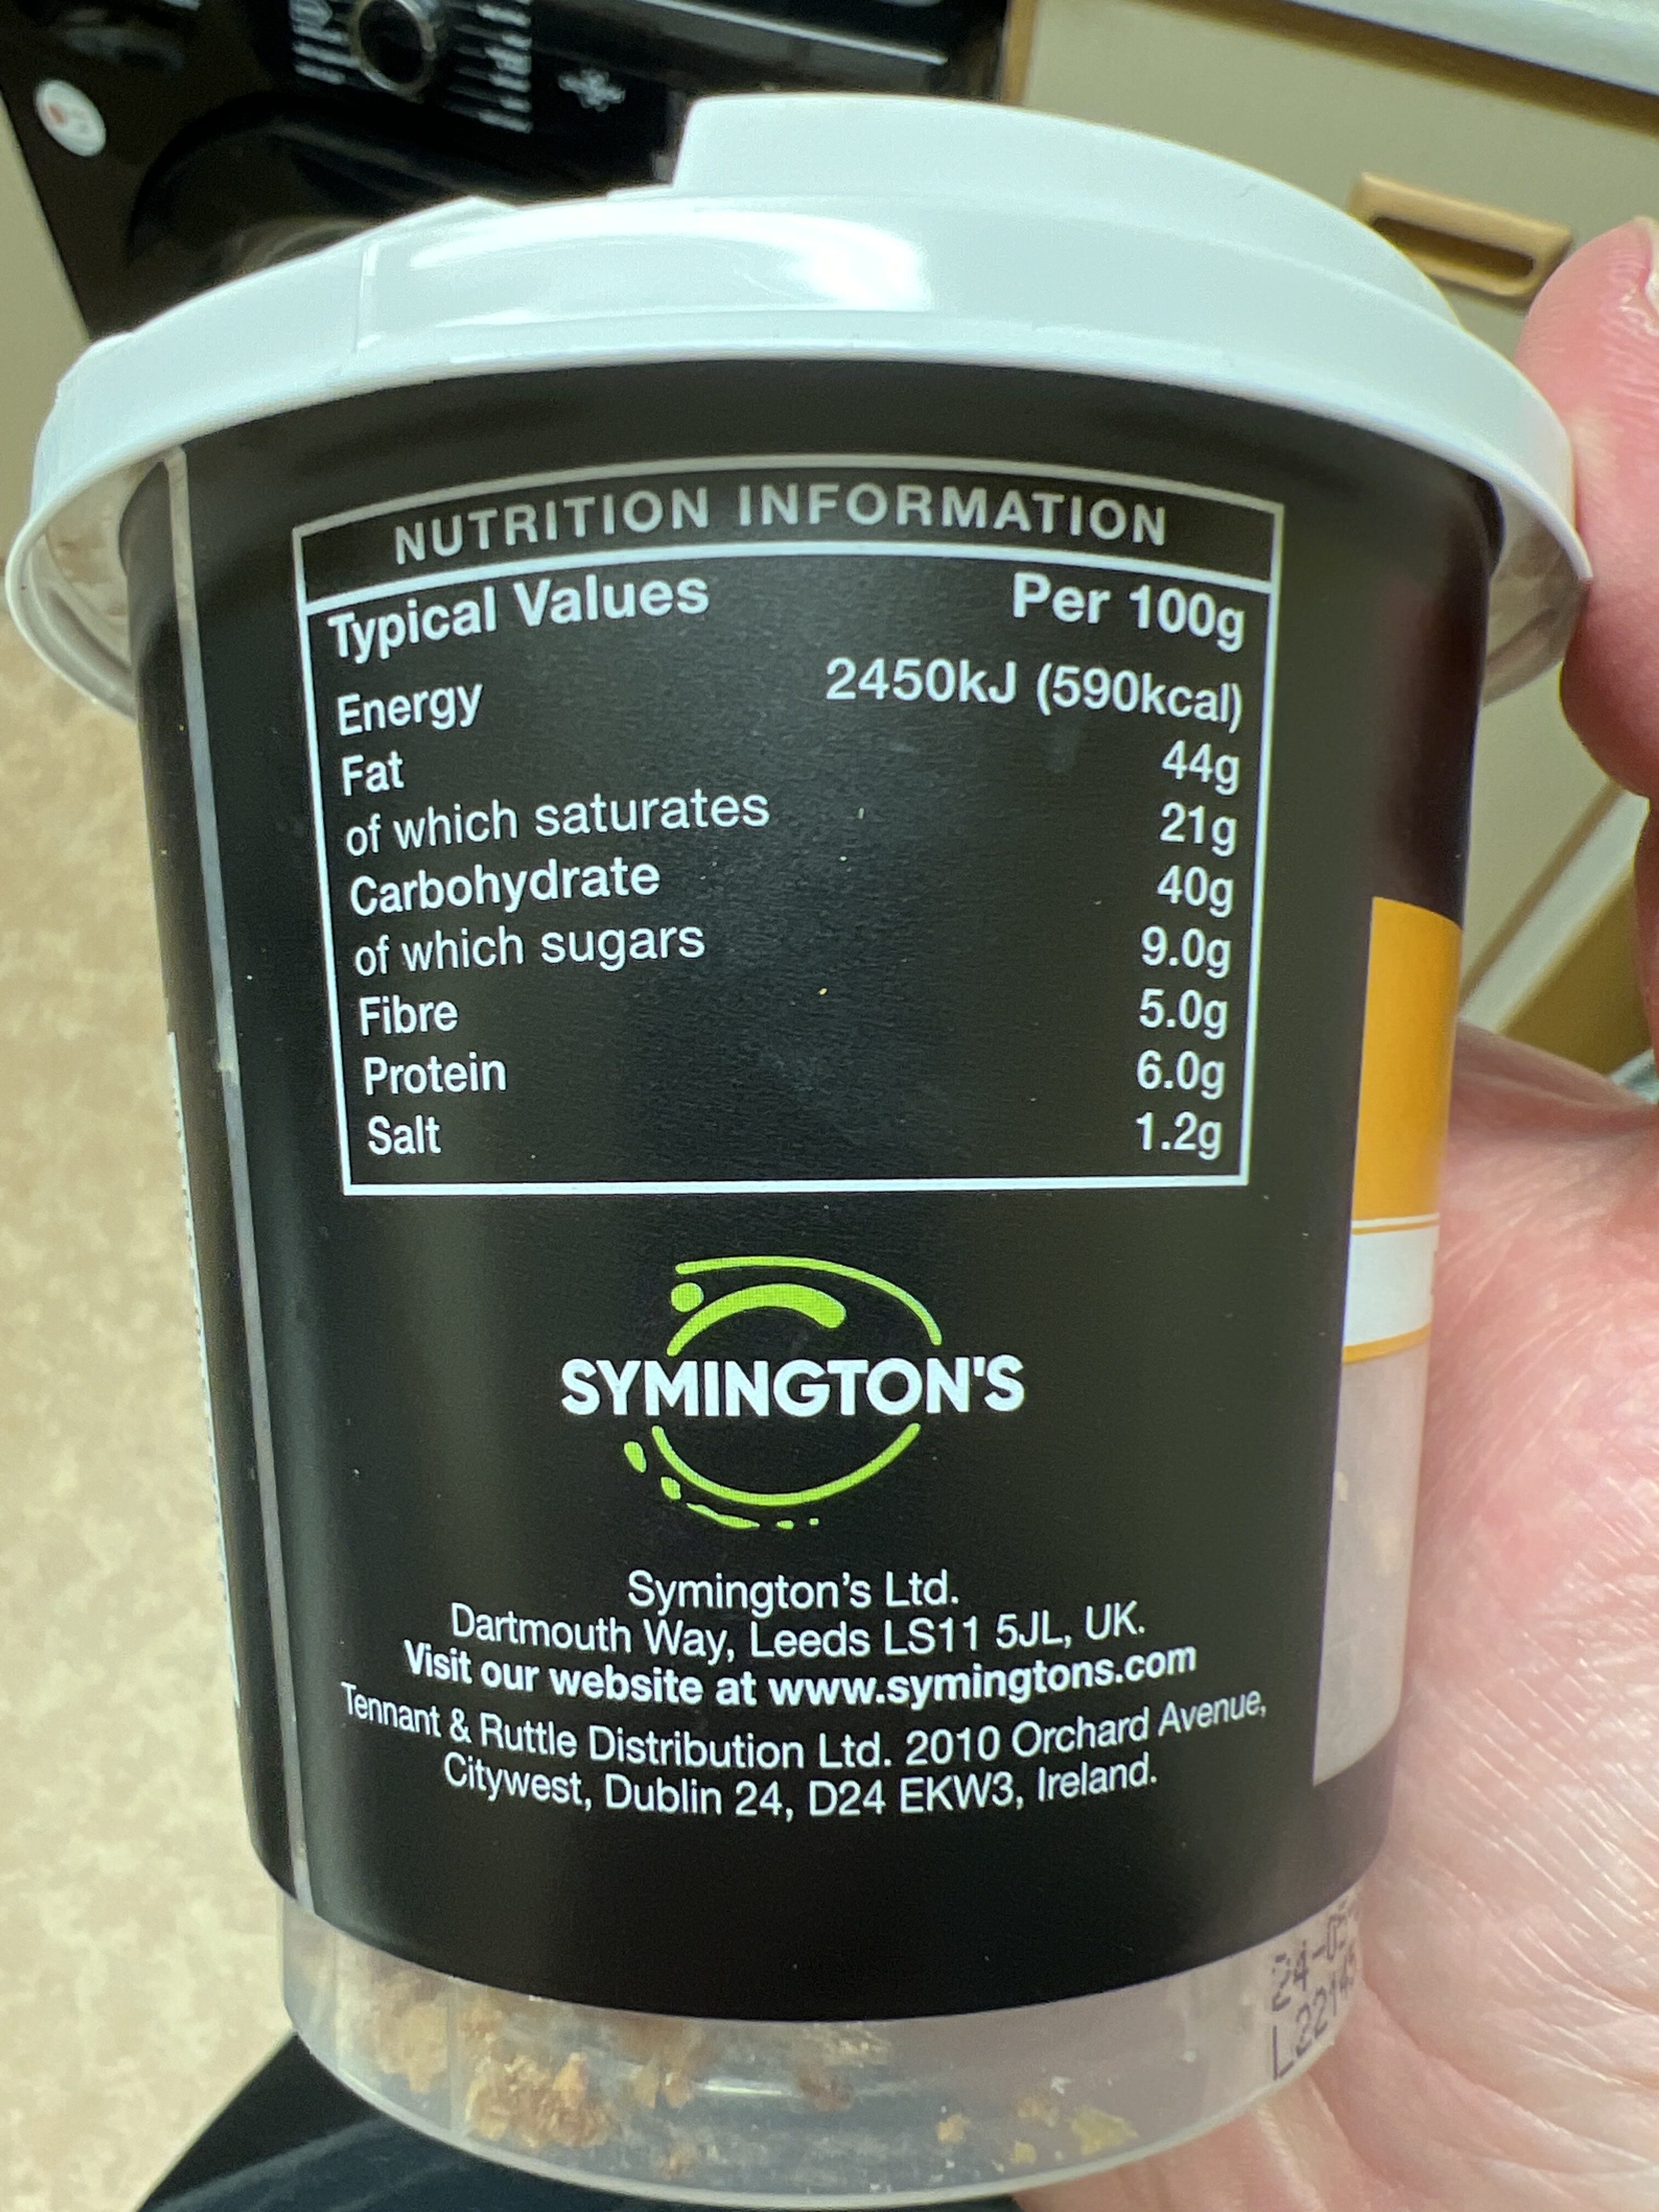 NUTRITION INFORMATION
Typical Values Per 100g
Energy 2450kJ (590kcal)
Fat 44g
of which saturates 21g
Carbohydrate 40g
of which sugars 9.0g
Fibre 5.0g
Protein 6.0g
Salt 1.2g
SYMINGTON'S
Symington's Ltd.
Dartmouth Way, Leeds LS11 5JL, UK.
Visit our website at www.symingtons.com
Tennant & Ruttle Distribution Ltd. 2010 Orchard Avenue,
Citywest, Dublin 24, D24 EKW3, Ireland.